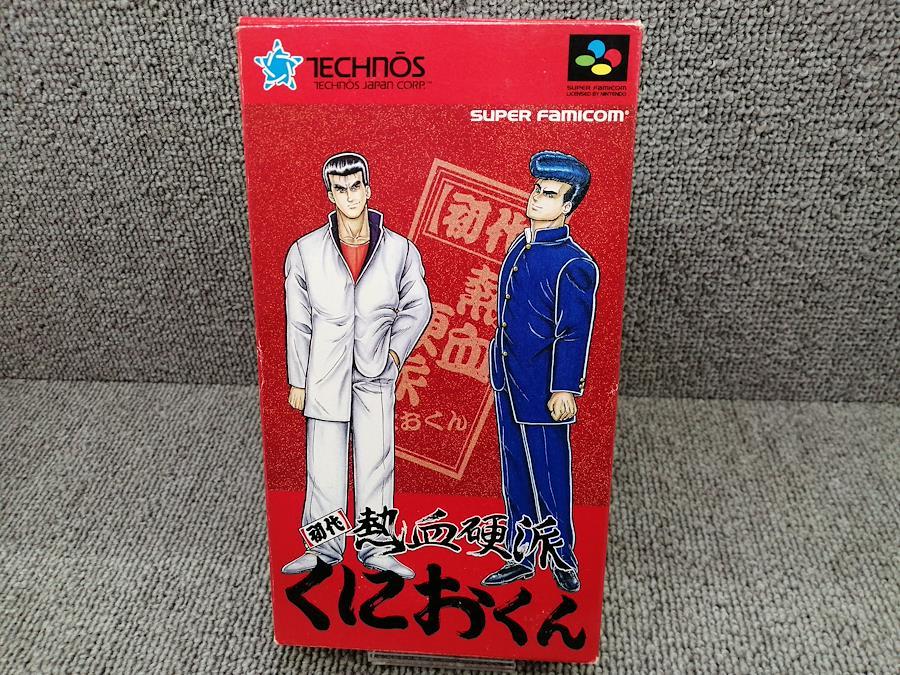 TECHNŌS
TECHNŌS JAPAN CORP.™
SUPER FAMICOM
LICENSED BY NINTENDO
SUPER FAMICOM®
初代
熱血
硬派
おくん
初代 熱血硬派
くにおくん